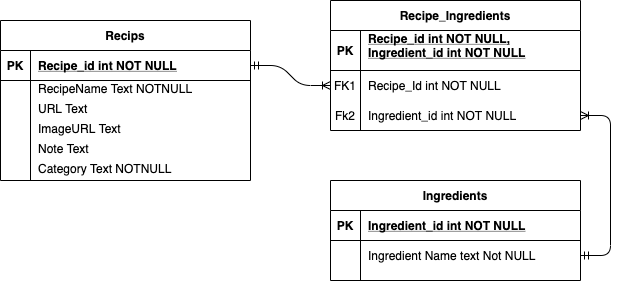 Recips
PK Recipe_id int NOT NULL
RecipeName Text NOTNULL
URL Text
ImageURL Text
Note Text
Category Text NOTNULL
Recipe_Ingredients
PK Recipe_id int NOT NULL,
Ingredient_id int NOT NULL
FK1 Recipe_Id int NOT NULL
Fk2 Ingredient_id int NOT NULL
Ingredients
PK Ingredient_id int NOT NULL
Ingredient Name text Not NULL